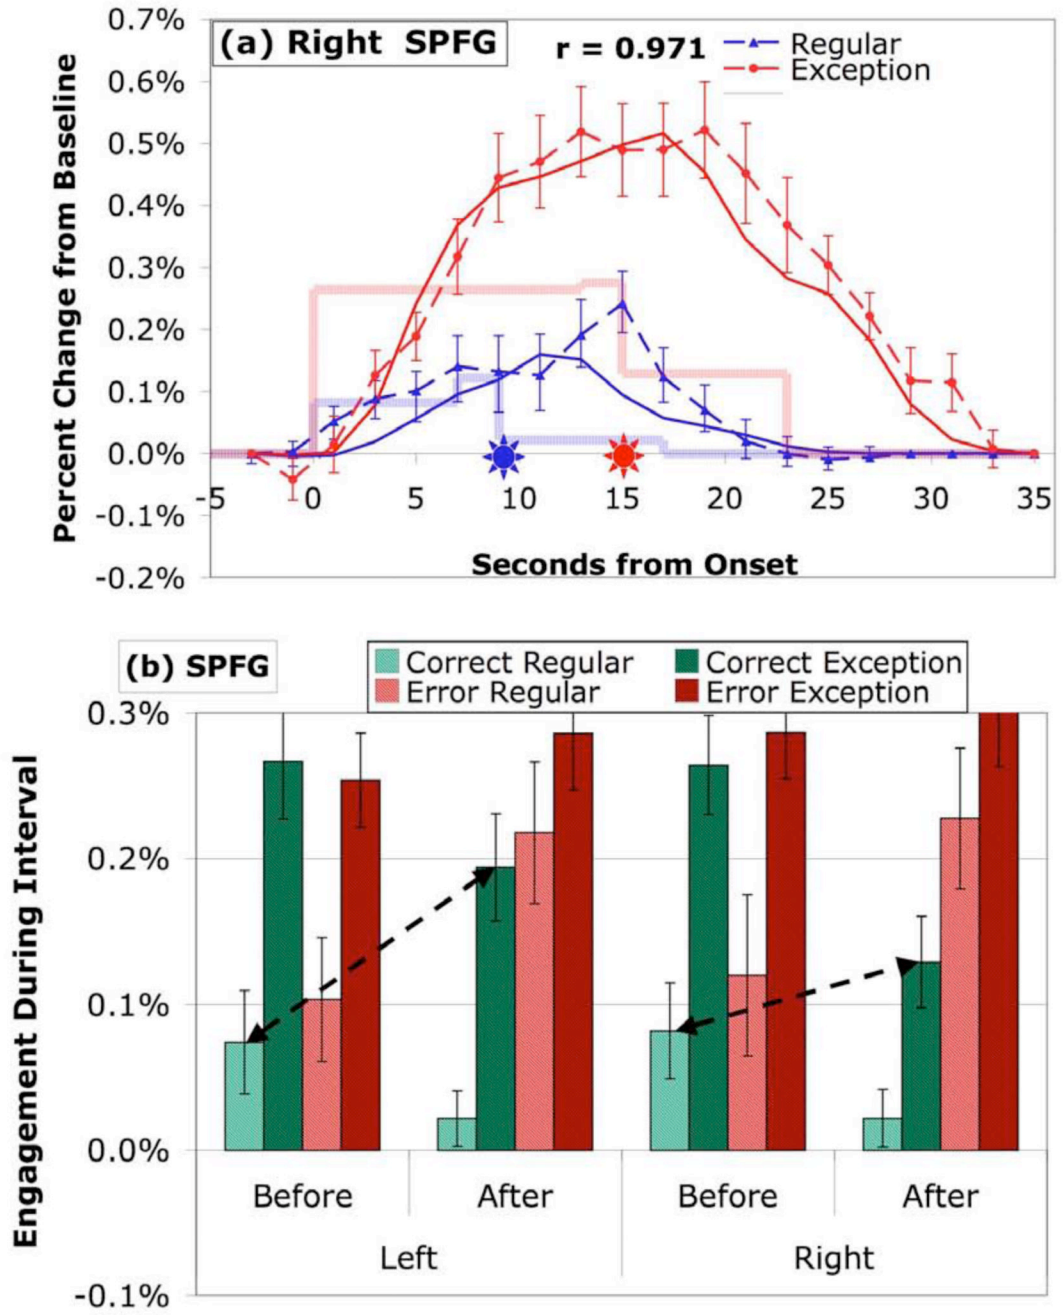 0.7%
(a) Right SPFG
r = 0.971
Regular
Exception
0.6%
0.5%
0.4%
0.3%
0.2%
0.1%
0.0%
-0.1%
-0.2%
Percent Change from Baseline
-5 0 5 10 15 20 25 30 35
Seconds from Onset
(b) SPFG
Correct Regular Correct Exception
Error Regular Error Exception
0.3%
0.2%
0.1%
0.0%
-0.1%
Engagement During Interval
Before After Before After
Left Right